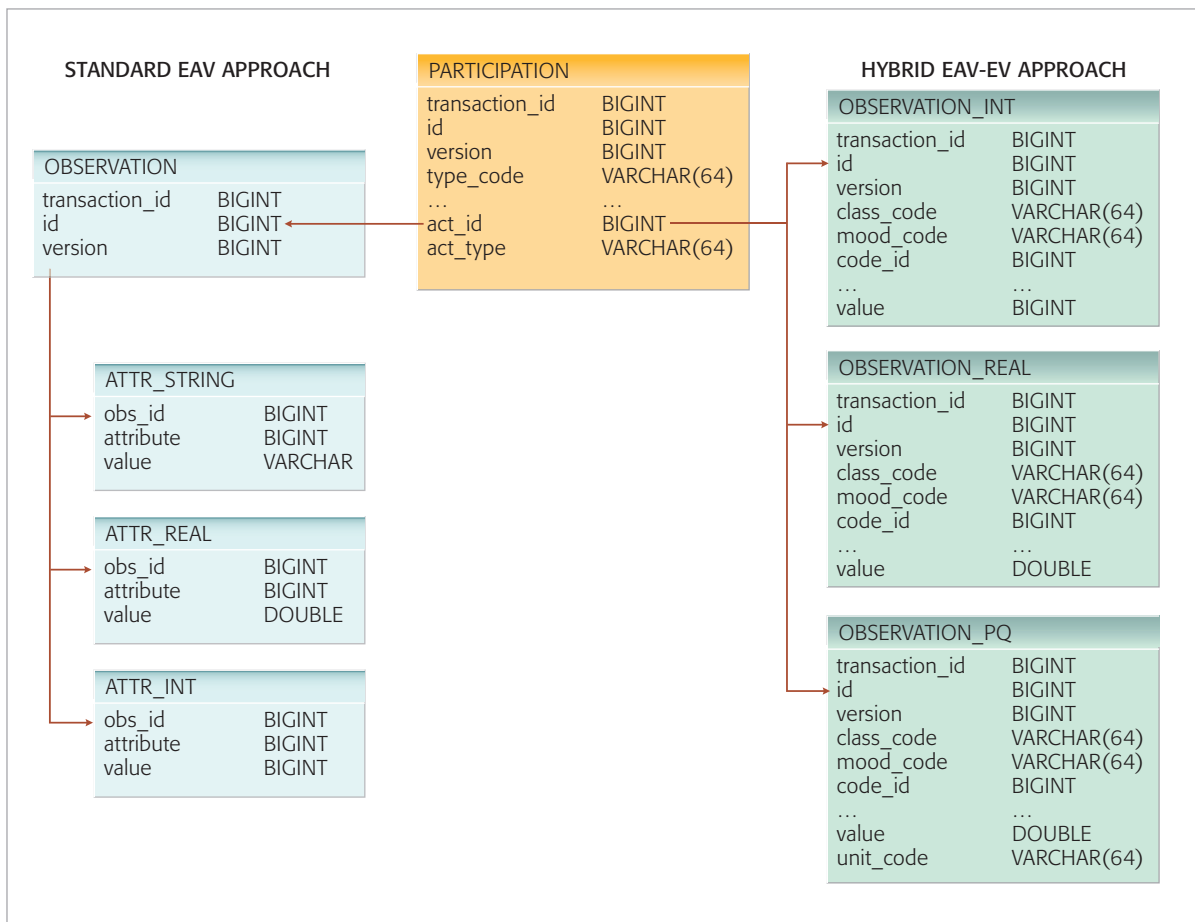 STANDARD EAV APPROACH
OBSERVATION
transaction_id BIGINT
id BIGINT
version BIGINT
ATTR_STRING
obs_id BIGINT
attribute BIGINT
value VARCHAR
ATTR_REAL
obs_id BIGINT
attribute BIGINT
value DOUBLE
ATTR_INT
obs_id BIGINT
attribute BIGINT
value BIGINT
PARTICIPATION
transaction_id BIGINT
id BIGINT
version BIGINT
type_code VARCHAR(64)
... ...
act_id BIGINT
act_type VARCHAR(64)
HYBRID EAV-EV APPROACH
OBSERVATION_INT
transaction_id BIGINT
id BIGINT
version BIGINT
class_code VARCHAR(64)
mood_code VARCHAR(64)
code_id BIGINT
... ...
value BIGINT
OBSERVATION_REAL
transaction_id BIGINT
id BIGINT
version BIGINT
class_code VARCHAR(64)
mood_code VARCHAR(64)
code_id BIGINT
... ...
value DOUBLE
OBSERVATION_PQ
transaction_id BIGINT
id BIGINT
version BIGINT
class_code VARCHAR(64)
mood_code VARCHAR(64)
code_id BIGINT
... ...
value DOUBLE
unit_code VARCHAR(64)